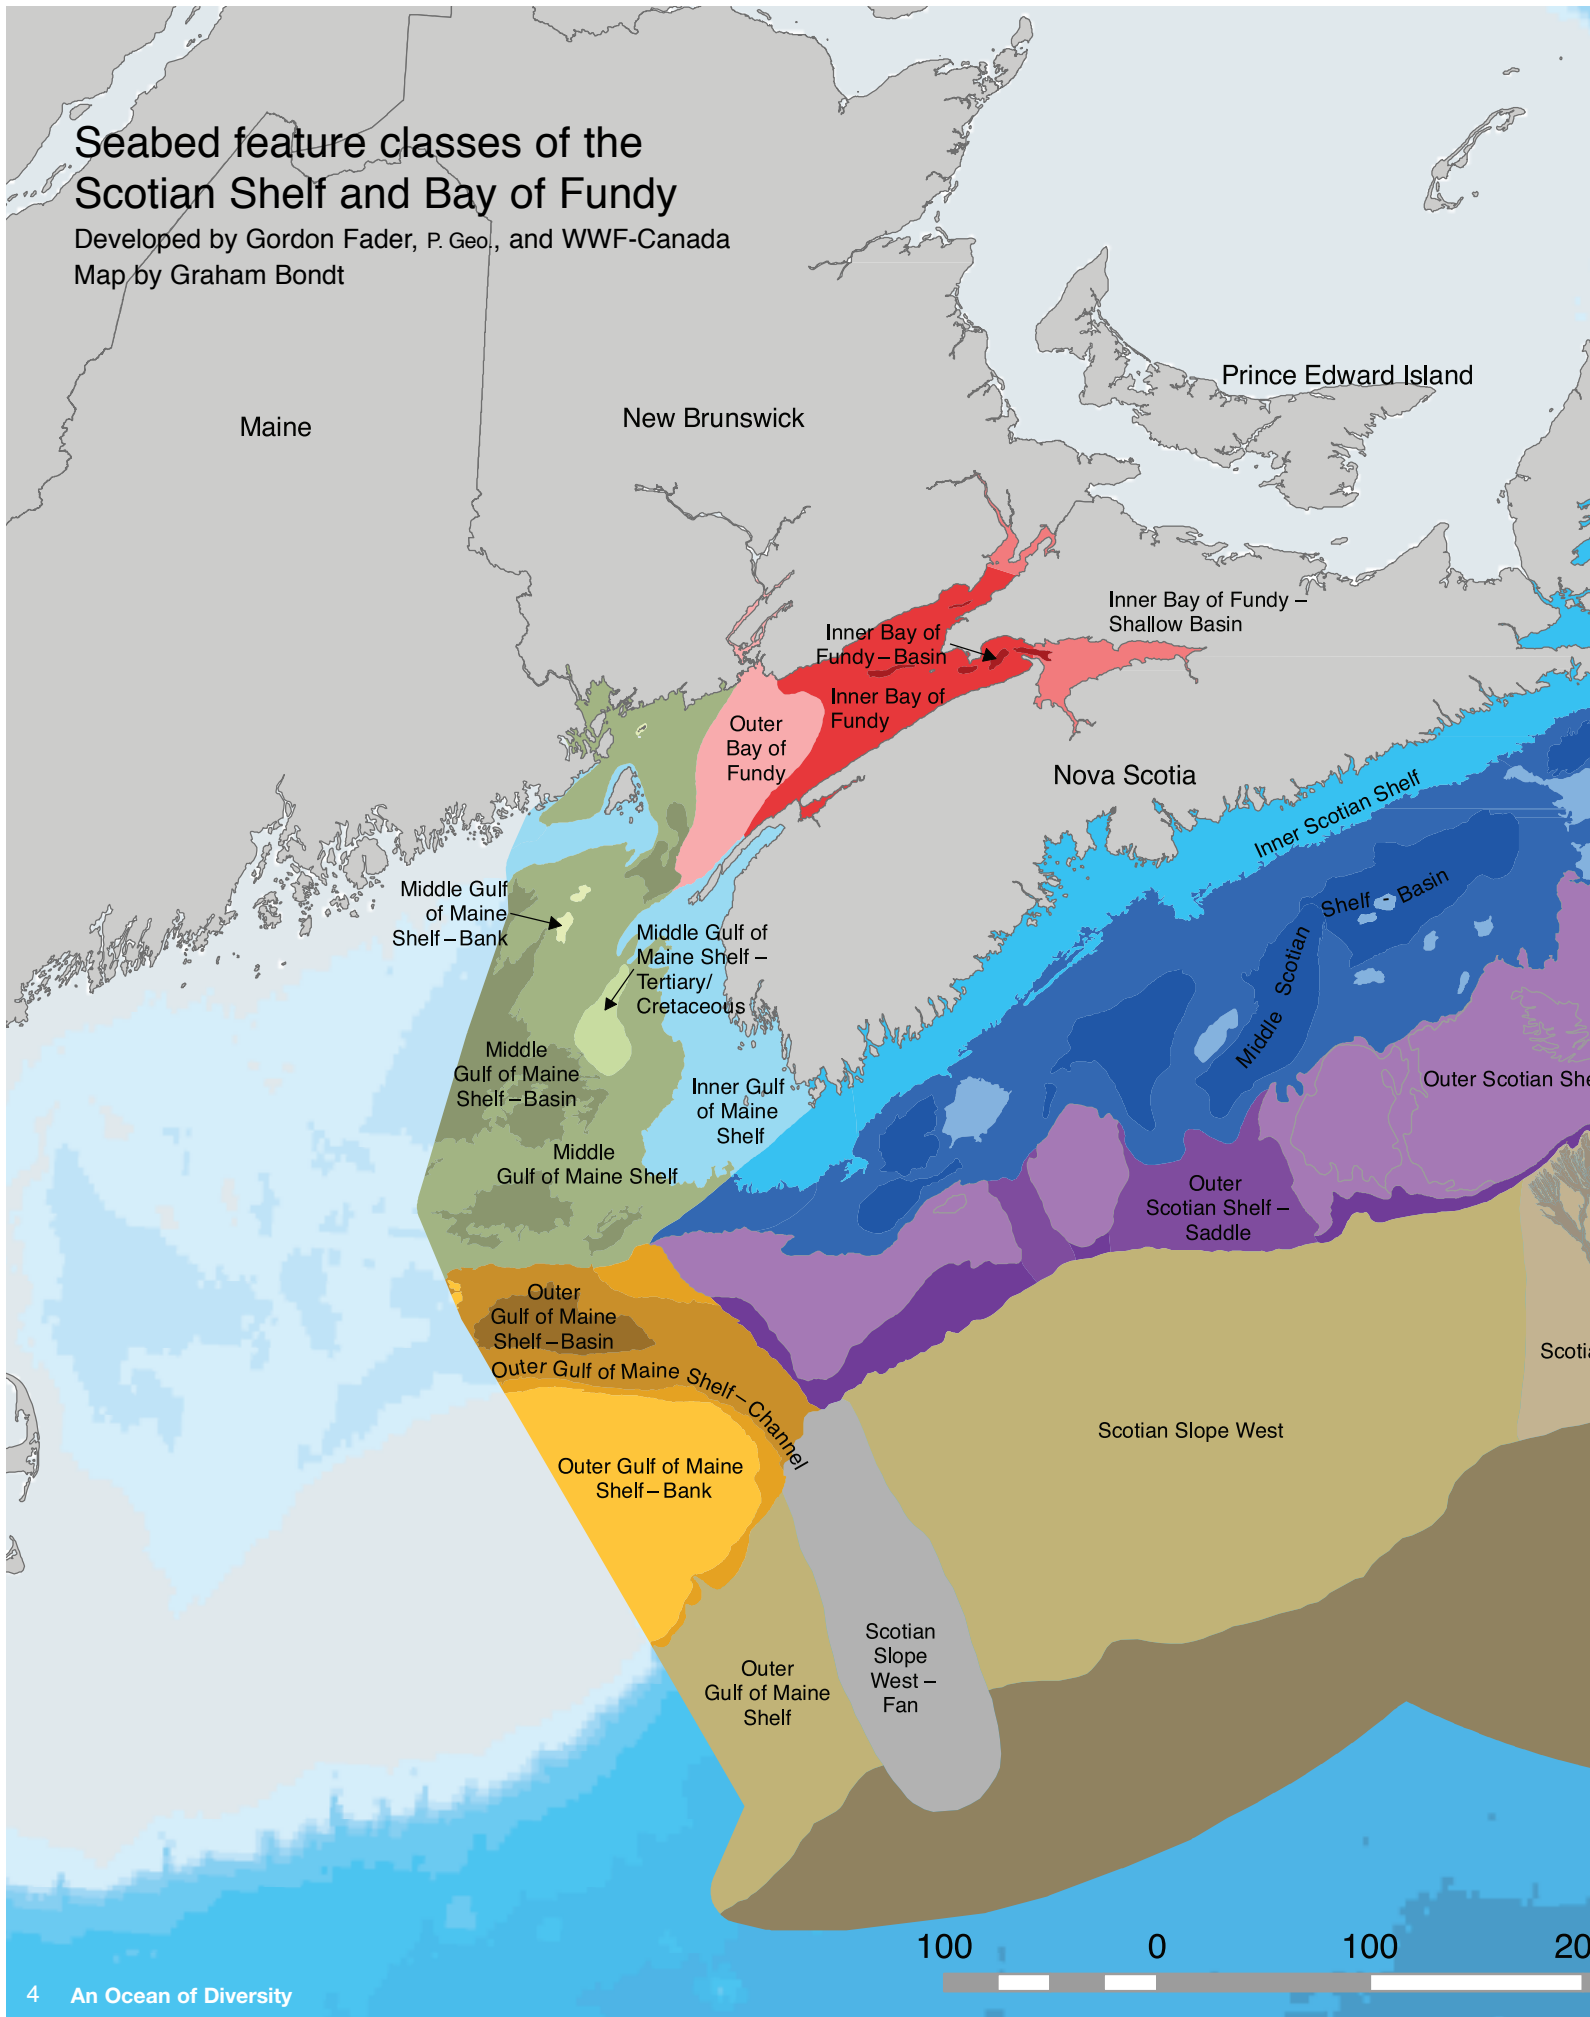 Seabed feature classes of the
Scotian Shelf and Bay of Fundy
Developed by Gordon Fader, P. Geo., and WWF-Canada
Map by Graham Bondt
Prince Edward Island
Maine
New Brunswick
Inner Bay of Fundy –
Shallow Basin
Inner Bay of
Fundy – Basin
Inner Bay of
Fundy
Outer
Bay of
Fundy
Nova Scotia
Inner Scotian Shelf
Middle Scotian Shelf - Basin
Middle Gulf
of Maine
Shelf – Bank
Middle Gulf of
Maine Shelf –
Tertiary/
Cretaceous
Middle
Gulf of Maine
Shelf – Basin
Inner Gulf
of Maine
Shelf
Outer Scotian She
Middle
Gulf of Maine Shelf
Outer
Scotian Shelf –
Saddle
Outer
Gulf of Maine
Shelf – Basin
Outer Gulf of Maine Shelf – Channel
Scotia
Scotian Slope West
Outer Gulf of Maine
Shelf – Bank
Scotian
Slope
West –
Fan
Outer
Gulf of Maine
Shelf
100 0 100 20
4 An Ocean of Diversity